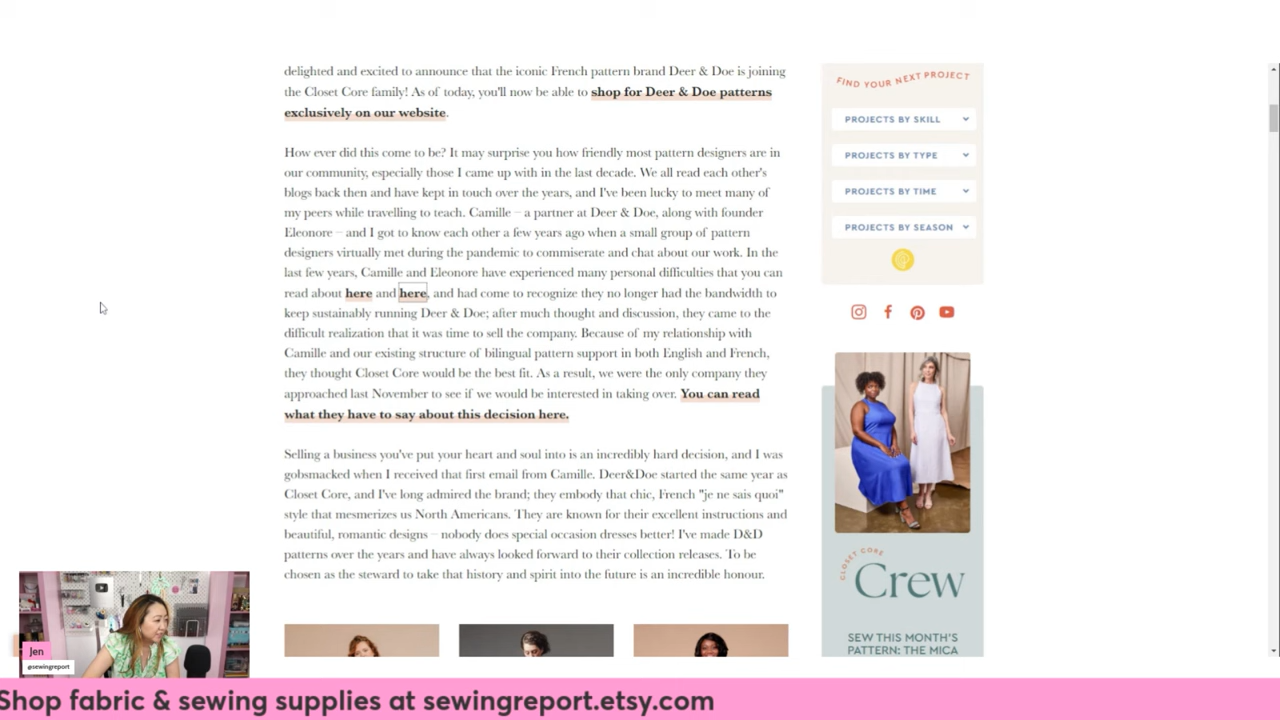 delighted and excited to announce that the iconic French pattern brand Deer & Doe is joining
the Closet Core family! As of today, you'll now be able to shop for Deer & Doe patterns
exclusively on our website.
How ever did this come to be? It may surprise you how friendly most pattern designers are in
our community, especially those I came up with in the last decade. We all read each other's
blogs back then and have kept in touch over the years, and I've been lucky to meet many of
my peers while travelling to teach. Camille – a partner at Deer & Doe, along with founder
Eleonore – and I got to know each other a few years ago when a small group of pattern
designers virtually met during the pandemic to commiserate and chat about our work. In the
last few years, Camille and Eleonore have experienced many personal difficulties that you can
read about here and here, and had come to recognize they no longer had the bandwidth to
keep sustainably running Deer & Doe; after much thought and discussion, they came to the
difficult realization that it was time to sell the company. Because of my relationship with
Camille and our existing structure of bilingual pattern support in both English and French,
they thought Closet Core would be the best fit. As a result, we were the only company they
approached last November to see if we would be interested in taking over. You can read
what they have to say about this decision here.
Selling a business you've put your heart and soul into is an incredibly hard decision, and I was
gobsmacked when I received that first email from Camille. Deer&Doe started the same year as
Closet Core, and I've long admired the brand; they embody that chic, French "je ne sais quoi"
style that mesmerizes us North Americans. They are known for their excellent instructions and
beautiful, romantic designs – nobody does special occasion dresses better! I've made D&D
patterns over the years and have always looked forward to their collection releases. To be
chosen as the steward to take that history and spirit into the future is an incredible honour.
FIND YOUR NEXT PROJECT
PROJECTS BY SKILL
PROJECTS BY TYPE
PROJECTS BY TIME
PROJECTS BY SEASON
CLOSET CORE
Crew
SEW THIS MONTH'S
PATTERN: THE MICA
Jen
@sewingreport
Shop fabric & sewing supplies at sewingreport.etsy.com